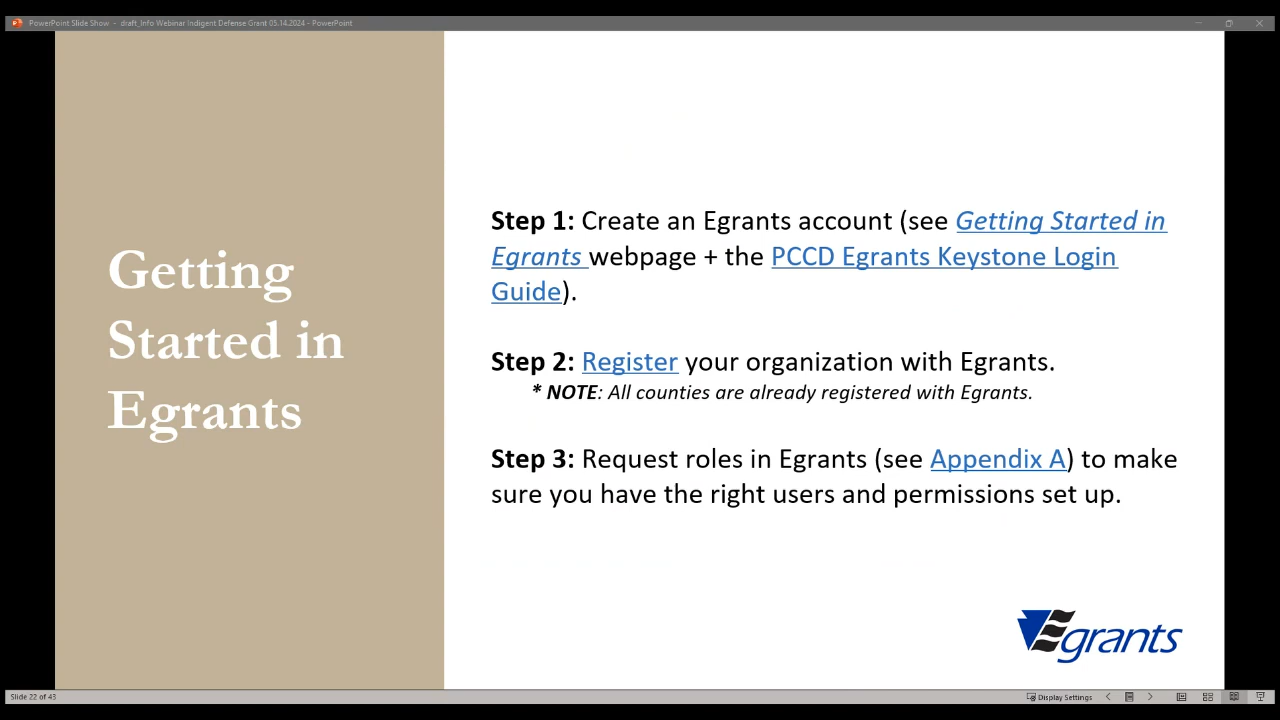 PowerPoint Slide Show - draft_Info Webinar Indigent Defense Grant 05.14.2024 - PowerPoint
Getting
Started in
Egrants
Step 1: Create an Egrants account (see Getting Started in
Egrants webpage + the PCCD Egrants Keystone Login
Guide).
Step 2: Register your organization with Egrants.
* NOTE: All counties are already registered with Egrants.
Step 3: Request roles in Egrants (see Appendix A) to make
sure you have the right users and permissions set up.
Egrants
Slide 22 of 43
Display Settings